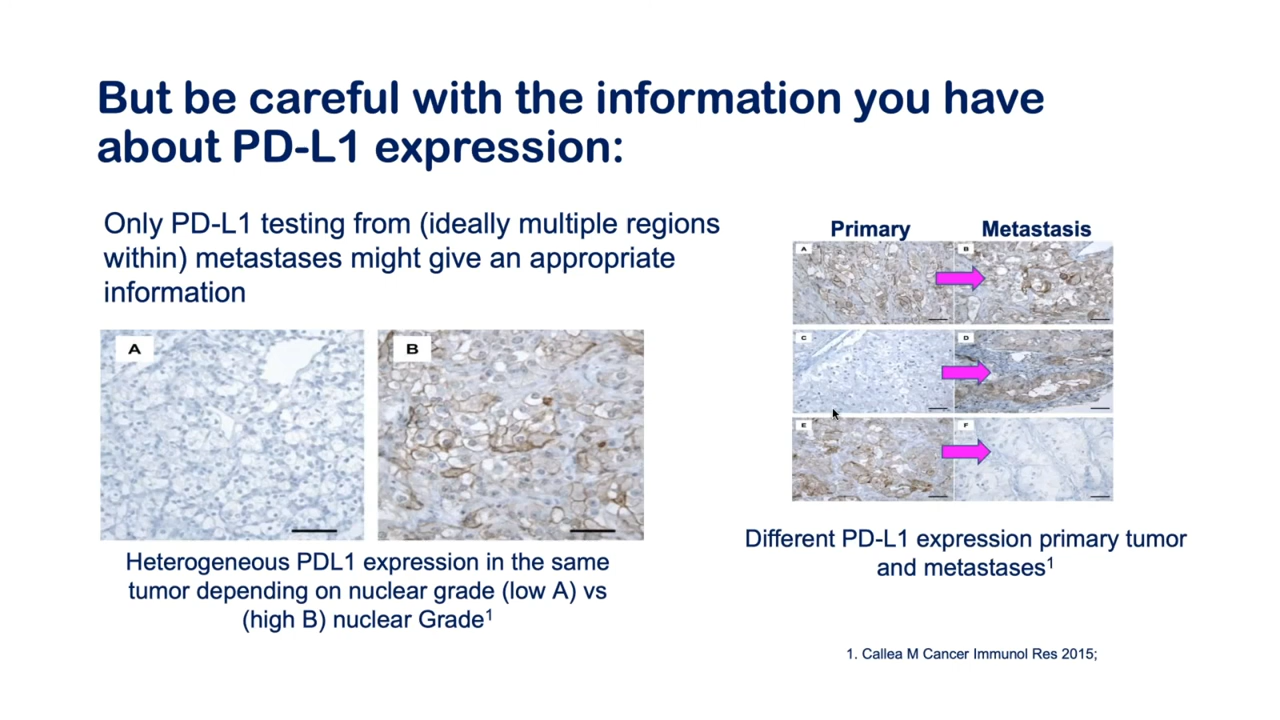 But be careful with the information you have
about PD-L1 expression:
Only PD-L1 testing from (ideally multiple regions
within) metastases might give an appropriate
information
A
B
Heterogeneous PDL1 expression in the same
tumor depending on nuclear grade (low A) vs
(high B) nuclear Grade1
Primary
Metastasis
A
B
C
D
E
F
Different PD-L1 expression primary tumor
and metastases1
1. Callea M Cancer Immunol Res 2015;